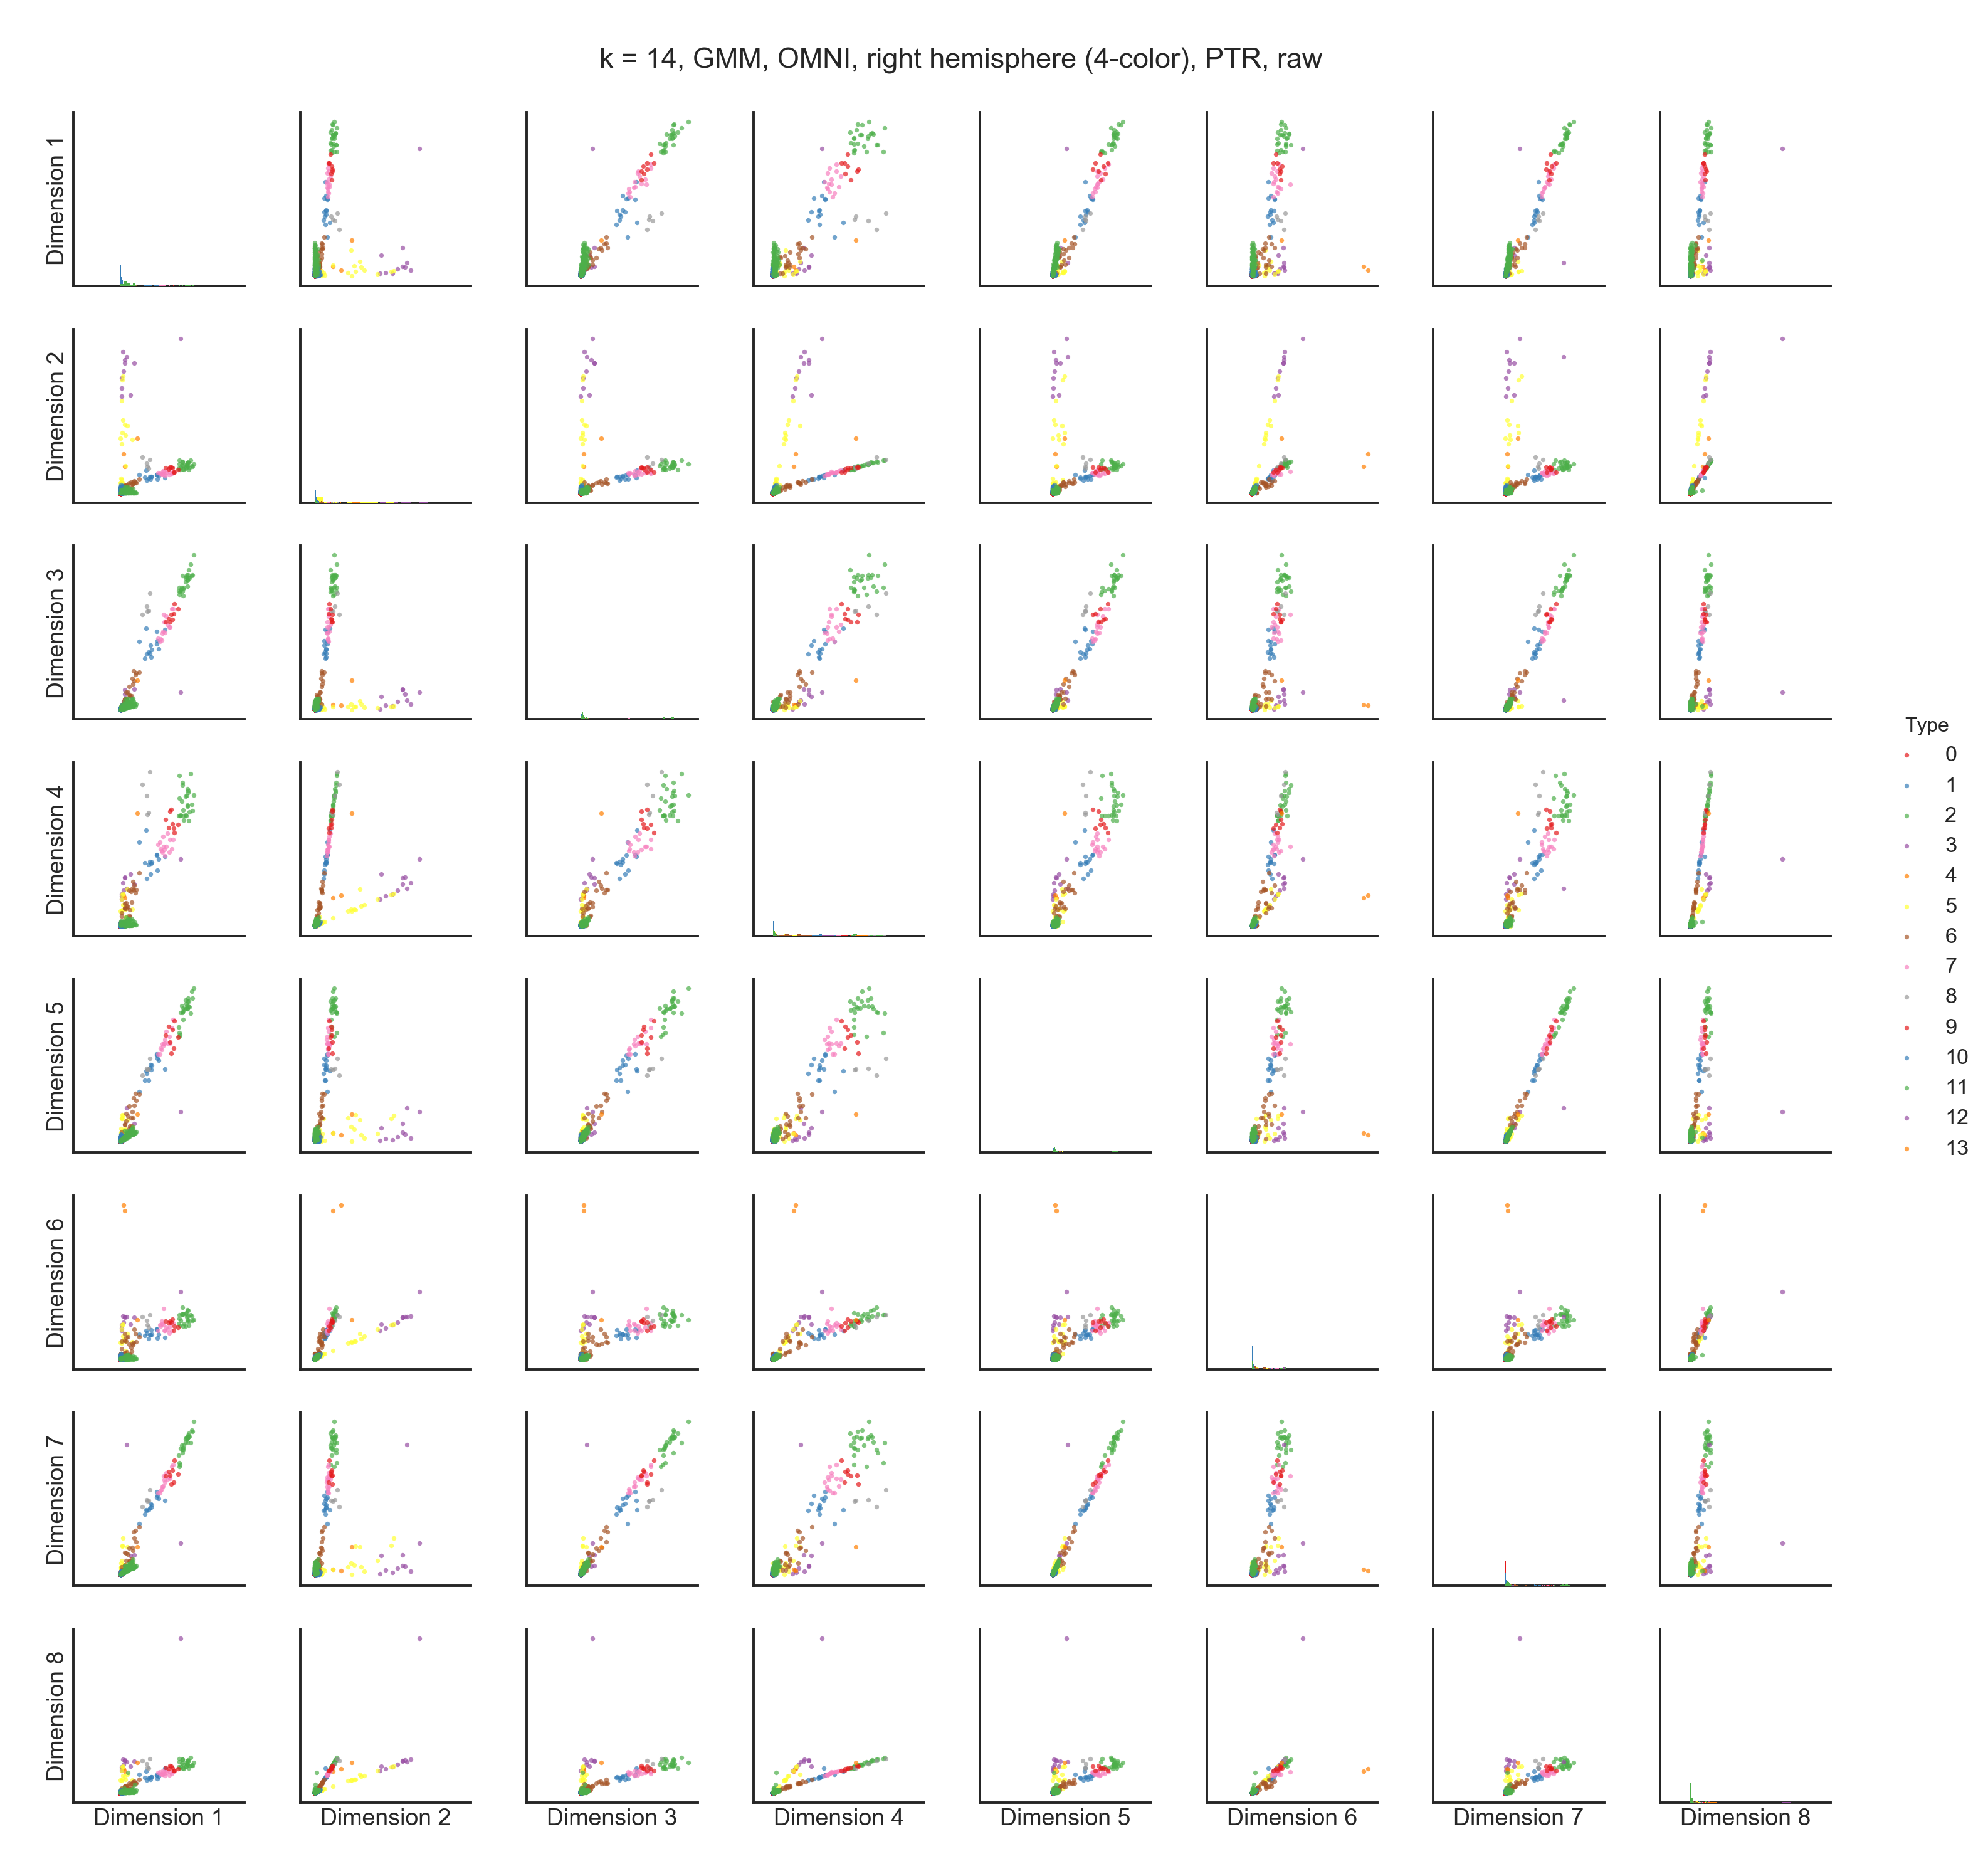 k = 14, GMM, OMNI, right hemisphere (4-color), PTR, raw
Dimension 1
Dimension 2
Dimension 3
Dimension 4
Dimension 5
Dimension 6
Dimension 7
Dimension 8
Type
0
1
2
3
4
5
6
7
8
9
10
11
12
13
Dimension 1
Dimension 2
Dimension 3
Dimension 4
Dimension 5
Dimension 6
Dimension 7
Dimension 8